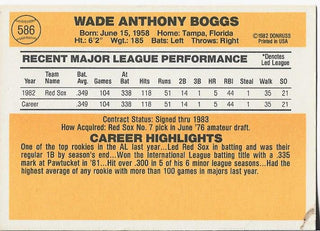 586
WADE ANTHONY BOGGS
Born: June 15, 1958 Home: Tampa, Florida
Ht: 6'2" Wgt: 185 Bats: Left Throws: Right
©1982 DONRUSS
Printed in USA
RECENT MAJOR LEAGUE PERFORMANCE
*Denotes
Led League
Year Team Name Bat. Avg. G At Bat R Hits 2B 3B HR RBI Stl. Walk SO
1982 Red Sox .349 104 338 51 118 14 1 5 44 1 35 21
Career .349 104 338 51 118 14 1 5 44 1 35 21
Contract Status: Signed thru 1983
How Acquired: Red Sox No. 7 pick in June '76 amateur draft.
CAREER HIGHLIGHTS
One of the top rookies in the AL last year...Led Red Sox in batting and was their
regular 1B by season's end...Won the International League batting title with a .335
mark at Pawtucket in '81...Hit over .300 in 5 of his 6 minor league seasons...Had the
highest average of any rookie with more than 100 games in majors last year.